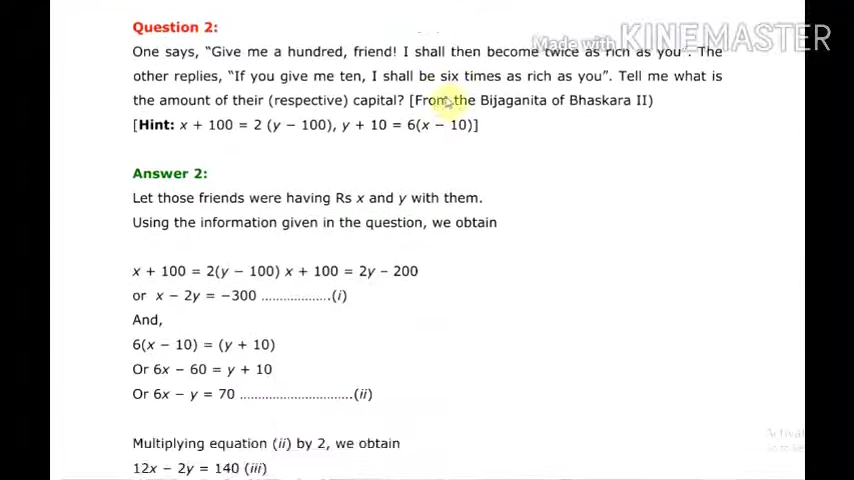 Made with KINEMASTER
Question 2:
One says, “Give me a hundred, friend! I shall then become twice as rich as you”. The
other replies, “If you give me ten, I shall be six times as rich as you”. Tell me what is
the amount of their (respective) capital? [From the Bijaganita of Bhaskara II)
[Hint: x + 100 = 2 (y − 100), y + 10 = 6(x − 10)]
Answer 2:
Let those friends were having Rs x and y with them.
Using the information given in the question, we obtain
x + 100 = 2(y − 100) x + 100 = 2y – 200
or x − 2y = −300 ...................(i)
And,
6(x − 10) = (y + 10)
Or 6x − 60 = y + 10
Or 6x − y = 70 ..............................(ii)
Multiplying equation (ii) by 2, we obtain
12x − 2y = 140 (iii)